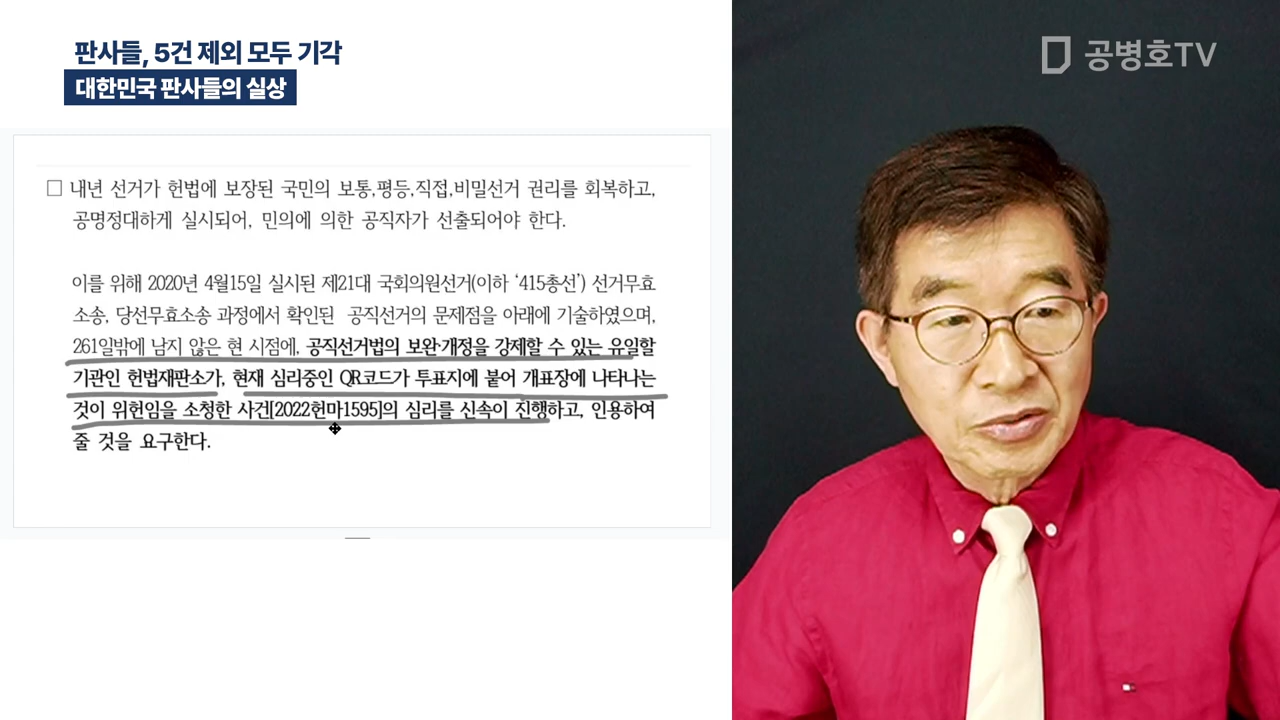 판사들, 5건 제외 모두 기각
대한민국 판사들의 실상
공병호TV
□ 내년 선거가 헌법에 보장된 국민의 보통,평등,직접,비밀선거 권리를 회복하고,
공명정대하게 실시되어, 민의에 의한 공직자가 선출되어야 한다.
이를 위해 2020년 4월15일 실시된 제21대 국회의원선거(이하 ‘415총선’) 선거무효
소송, 당선무효소송 과정에서 확인된 공직선거의 문제점을 아래에 기술하였으며,
261일밖에 남지 않은 현 시점에, 공직선거법의 보완·개정을 강제할 수 있는 유일할
기관인 헌법재판소가, 현재 심리중인 QR코드가 투표지에 붙어 개표장에 나타나는
것이 위헌임을 소청한 사건[2022헌마1595]의 심리를 신속이 진행하고, 인용하여
줄 것을 요구한다.